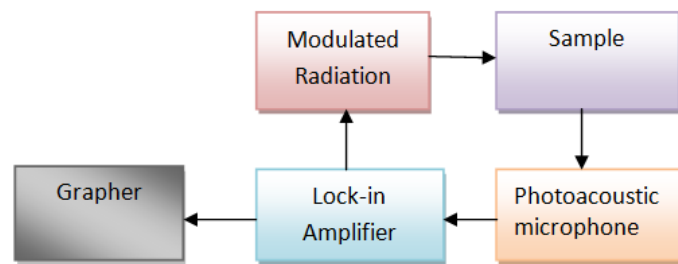 Modulated
Radiation
Sample
Grapher
Lock-in
Amplifier
Photoacoustic
microphone